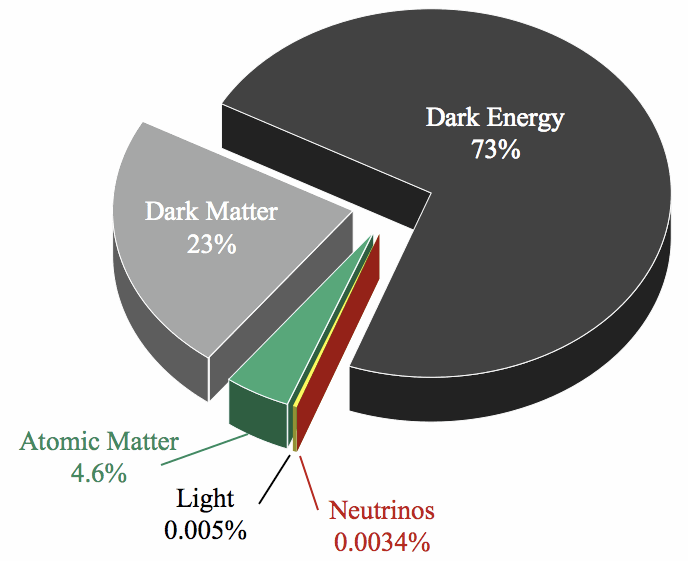 Dark Energy
73%
Dark Matter
23%
Atomic Matter
4.6%
Light
0.005%
Neutrinos
0.0034%